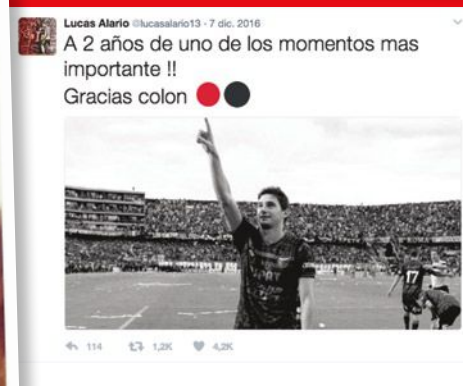 Lucas Alario @lucasalario13 · 7 dic. 2016
A 2 años de uno de los momentos mas
importante !!
Gracias colon
17
114 1,2K 4,2K